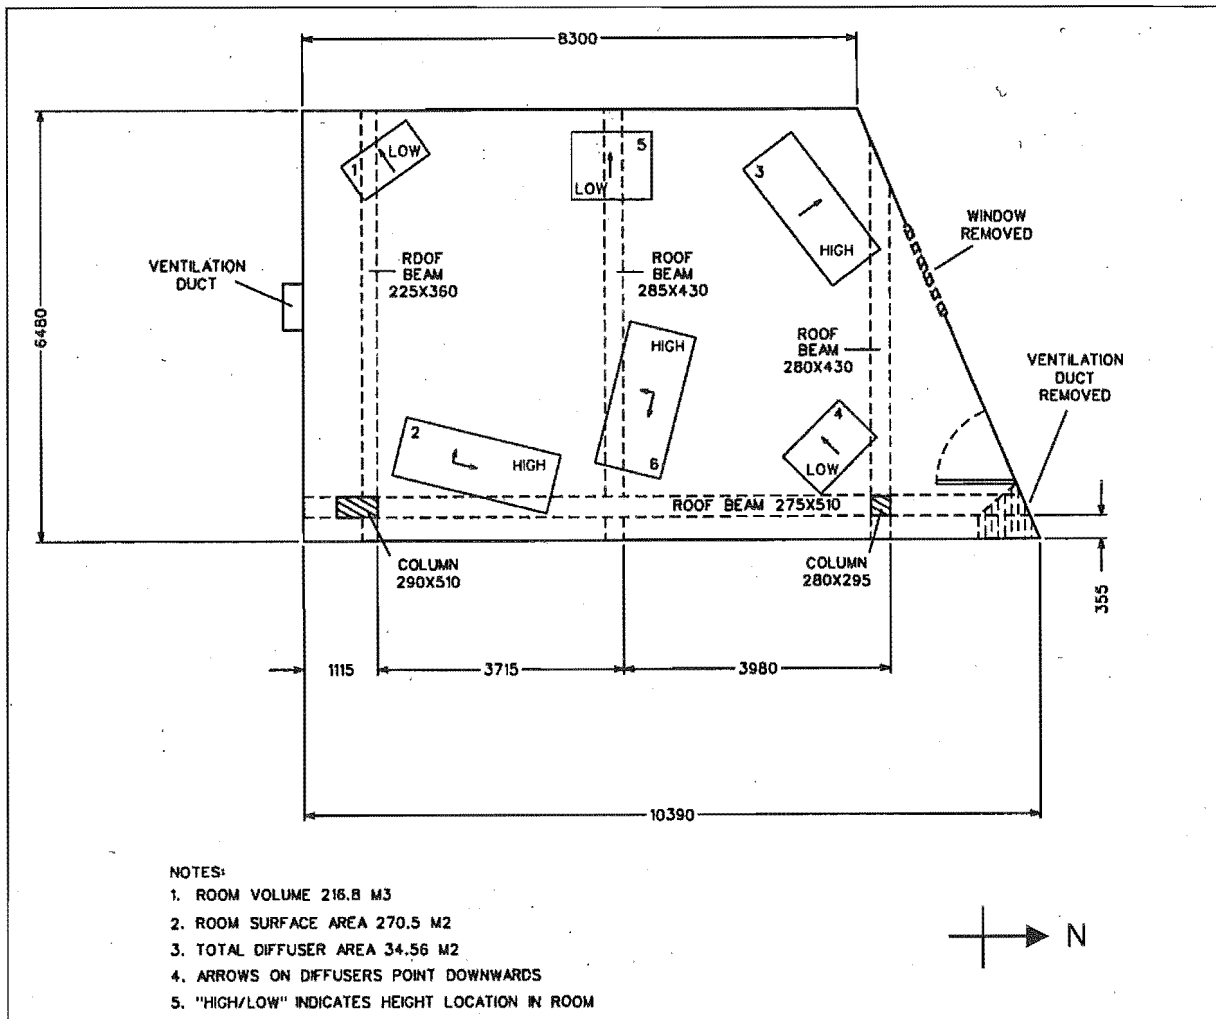 8300
6480
1
LOW
5
LOW
3
HIGH
WINDOW
REMOVED
VENTILATION
DUCT
ROOF
BEAM
225X360
ROOF
BEAM
285X430
ROOF
BEAM
280X430
VENTILATION
DUCT
REMOVED
HIGH
6
2
HIGH
4
LOW
ROOF BEAM 275X510
COLUMN
290X510
COLUMN
280X295
355
1115
3715
3980
10390
NOTES:
1. ROOM VOLUME 216.8 M3
2. ROOM SURFACE AREA 270.5 M2
3. TOTAL DIFFUSER AREA 34.56 M2
4. ARROWS ON DIFFUSERS POINT DOWNWARDS
5. "HIGH/LOW" INDICATES HEIGHT LOCATION IN ROOM
N